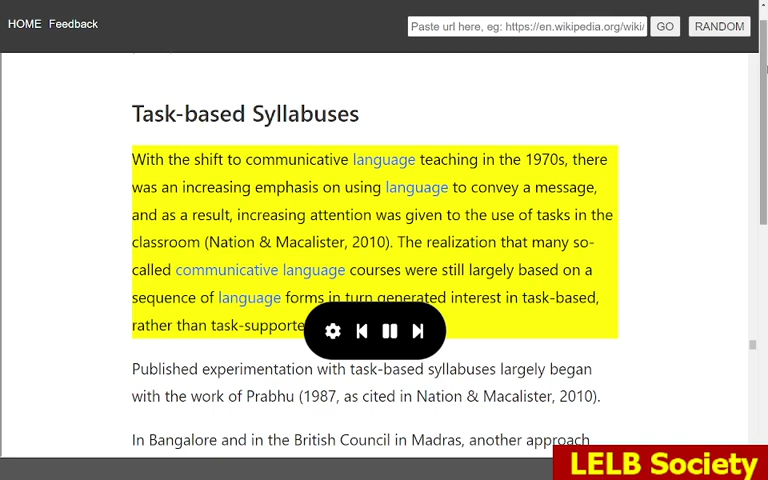 HOME Feedback
Paste url here, eg: https://en.wikipedia.org/wiki/ GO RANDOM
Task-based Syllabuses
With the shift to communicative language teaching in the 1970s, there
was an increasing emphasis on using language to convey a message,
and as a result, increasing attention was given to the use of tasks in the
classroom (Nation & Macalister, 2010). The realization that many so-
called communicative language courses were still largely based on a
sequence of language forms in turn generated interest in task-based,
rather than
Published experimentation with task-based syllabuses largely began
with the work of Prabhu (1987, as cited in Nation & Macalister, 2010).
In Bangalore and in the British Council in Madras, another approach
LELB Society